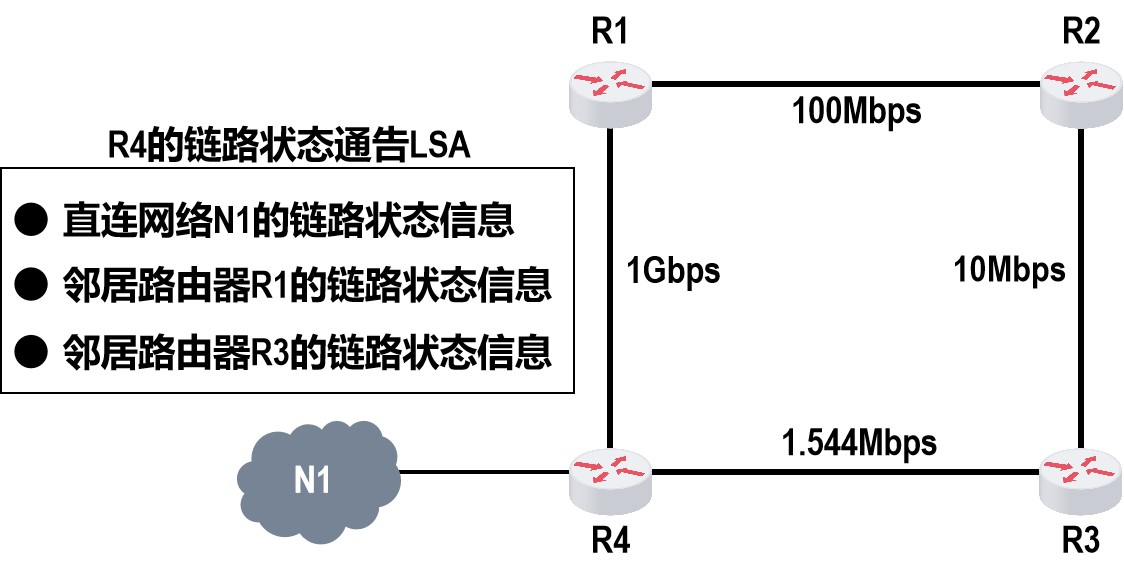 R1
R2
100Mbps
R4的链路状态通告LSA
● 直连网络N1的链路状态信息
● 邻居路由器R1的链路状态信息
● 邻居路由器R3的链路状态信息
1Gbps
10Mbps
1.544Mbps
N1
R4
R3